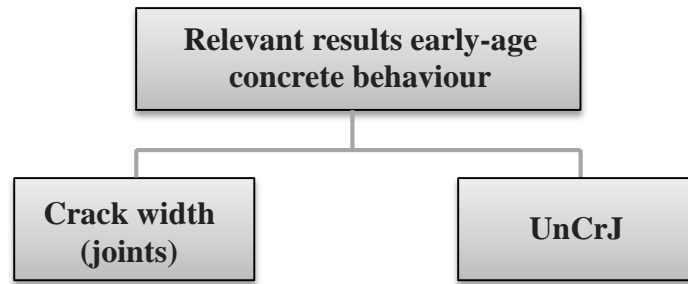 Relevant results early-age
concrete behaviour
Crack width
(joints)
UnCrJ